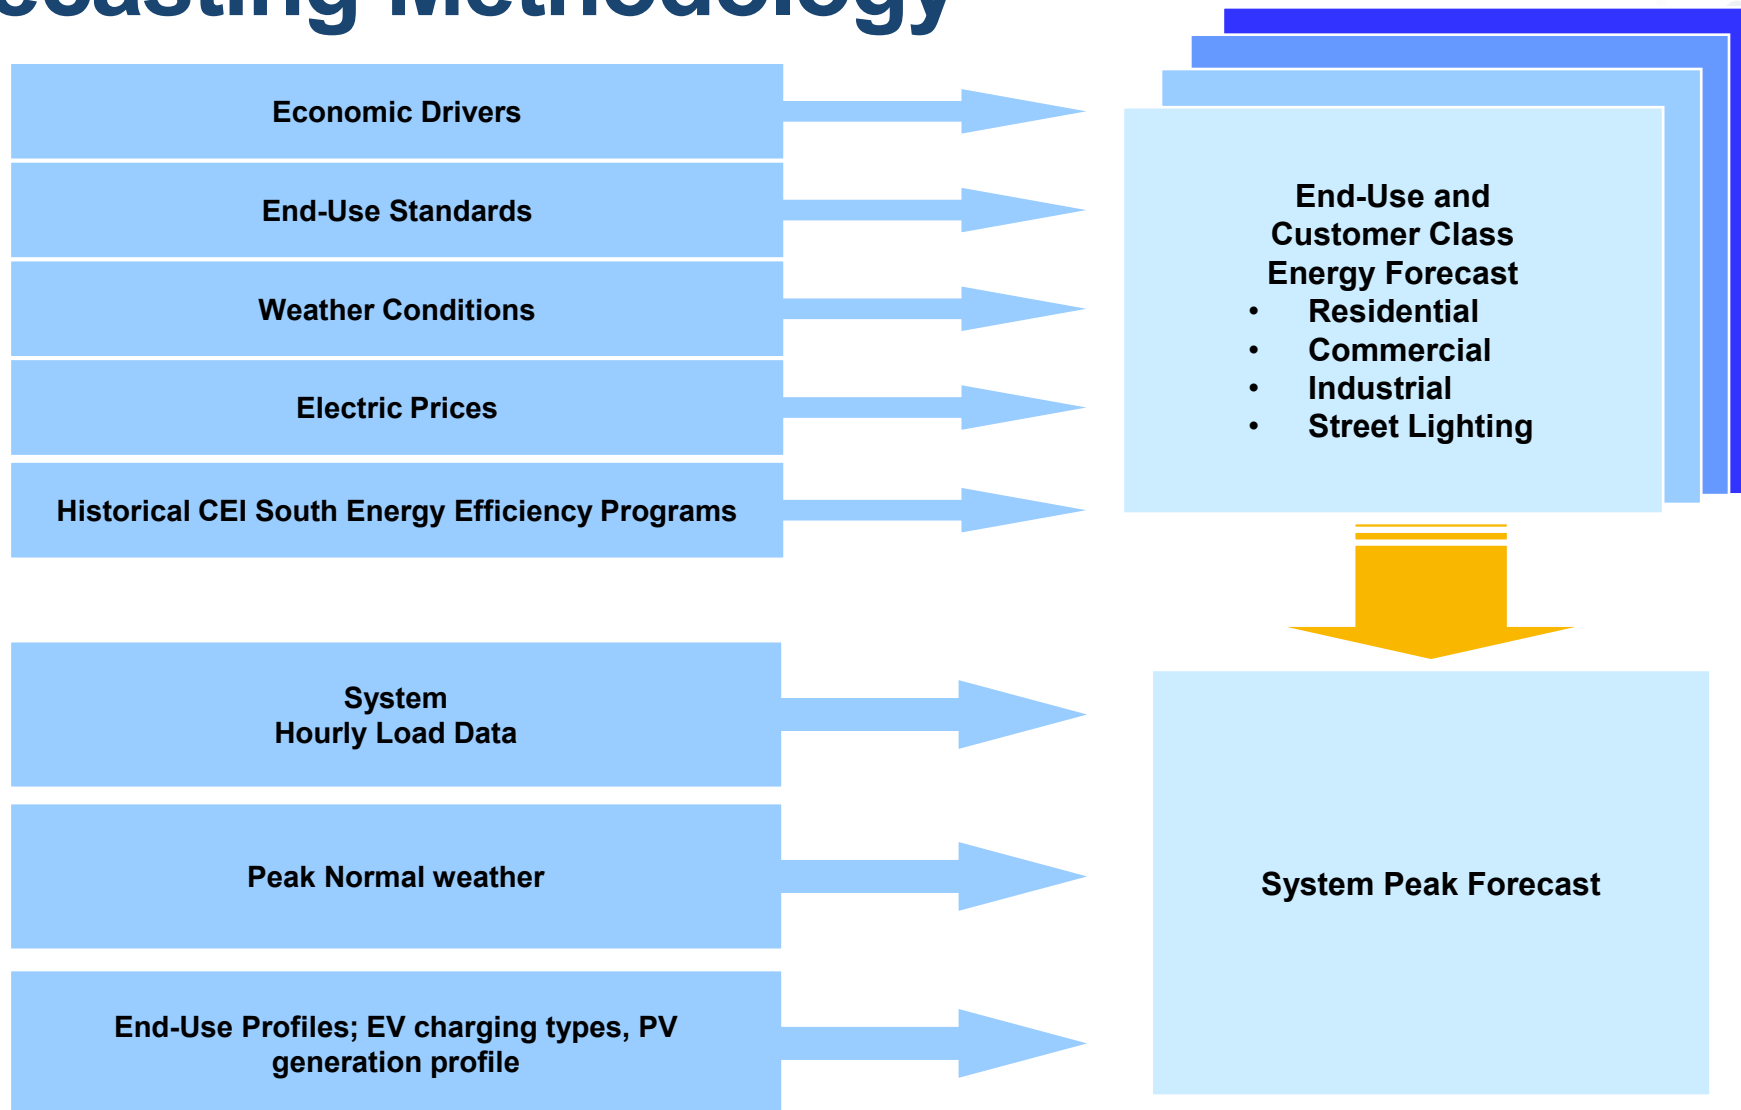 Methodology
Economic Drivers
End-Use Standards
Weather Conditions
Electric Prices
Historical CEI South Energy Efficiency Programs
End-Use and
Customer Class
Energy Forecast
• Residential
• Commercial
• Industrial
• Street Lighting
System
Hourly Load Data
Peak Normal weather
End-Use Profiles; EV charging types, PV
generation profile
System Peak Forecast